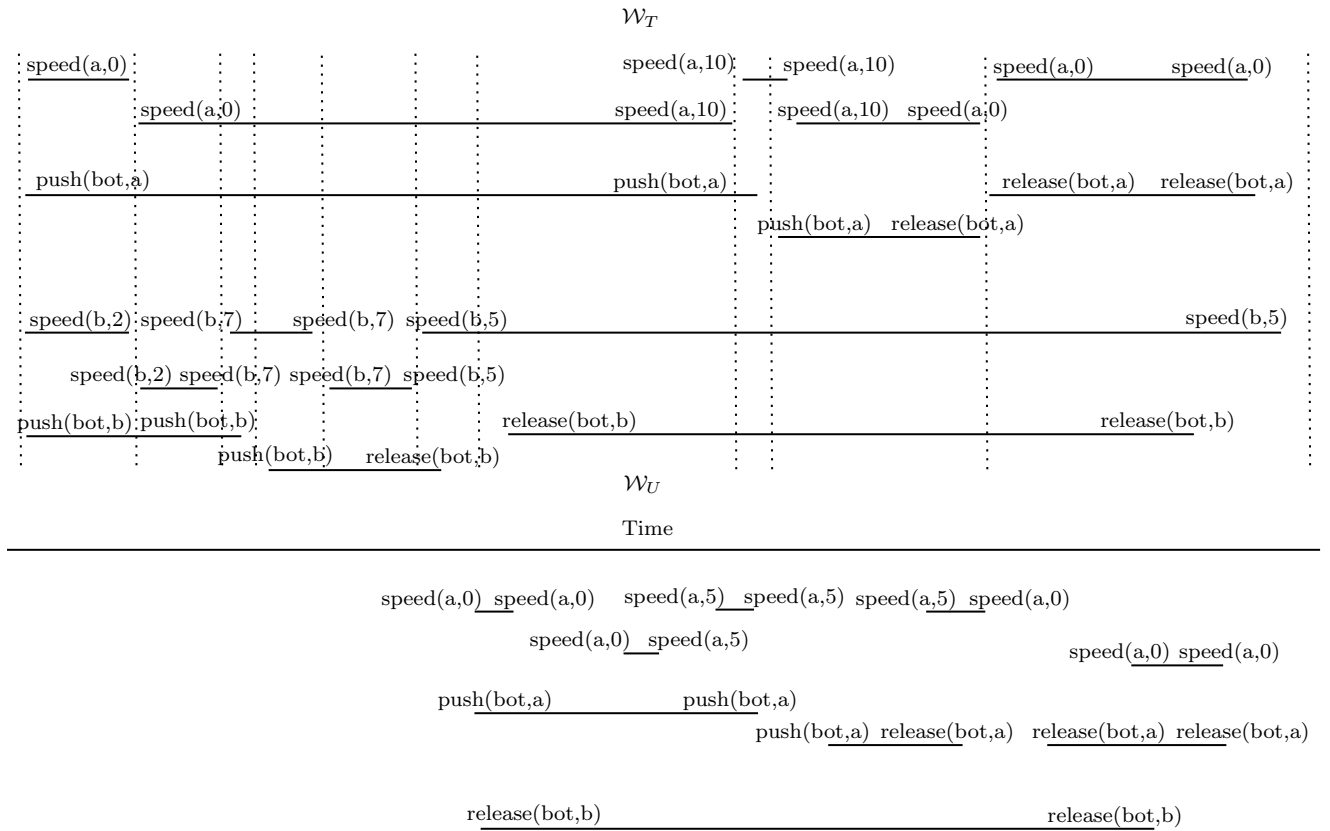 𝒲_T
speed(a,0) speed(a,10) speed(a,10) speed(a,0) speed(a,0)
speed(a,0) speed(a,10) speed(a,10) speed(a,0)
push(bot,a) push(bot,a) release(bot,a) release(bot,a)
push(bot,a) release(bot,a)
speed(b,2) speed(b,7) speed(b,7) speed(b,5) speed(b,5)
speed(b,2) speed(b,7) speed(b,7) speed(b,5)
push(bot,b) push(bot,b) release(bot,b) release(bot,b)
push(bot,b) release(bot,b)
𝒲_U
Time
speed(a,0) speed(a,0) speed(a,5) speed(a,5) speed(a,5) speed(a,0)
speed(a,0) speed(a,5) speed(a,0) speed(a,0)
push(bot,a) push(bot,a)
push(bot,a) release(bot,a) release(bot,a) release(bot,a)
release(bot,b) release(bot,b)